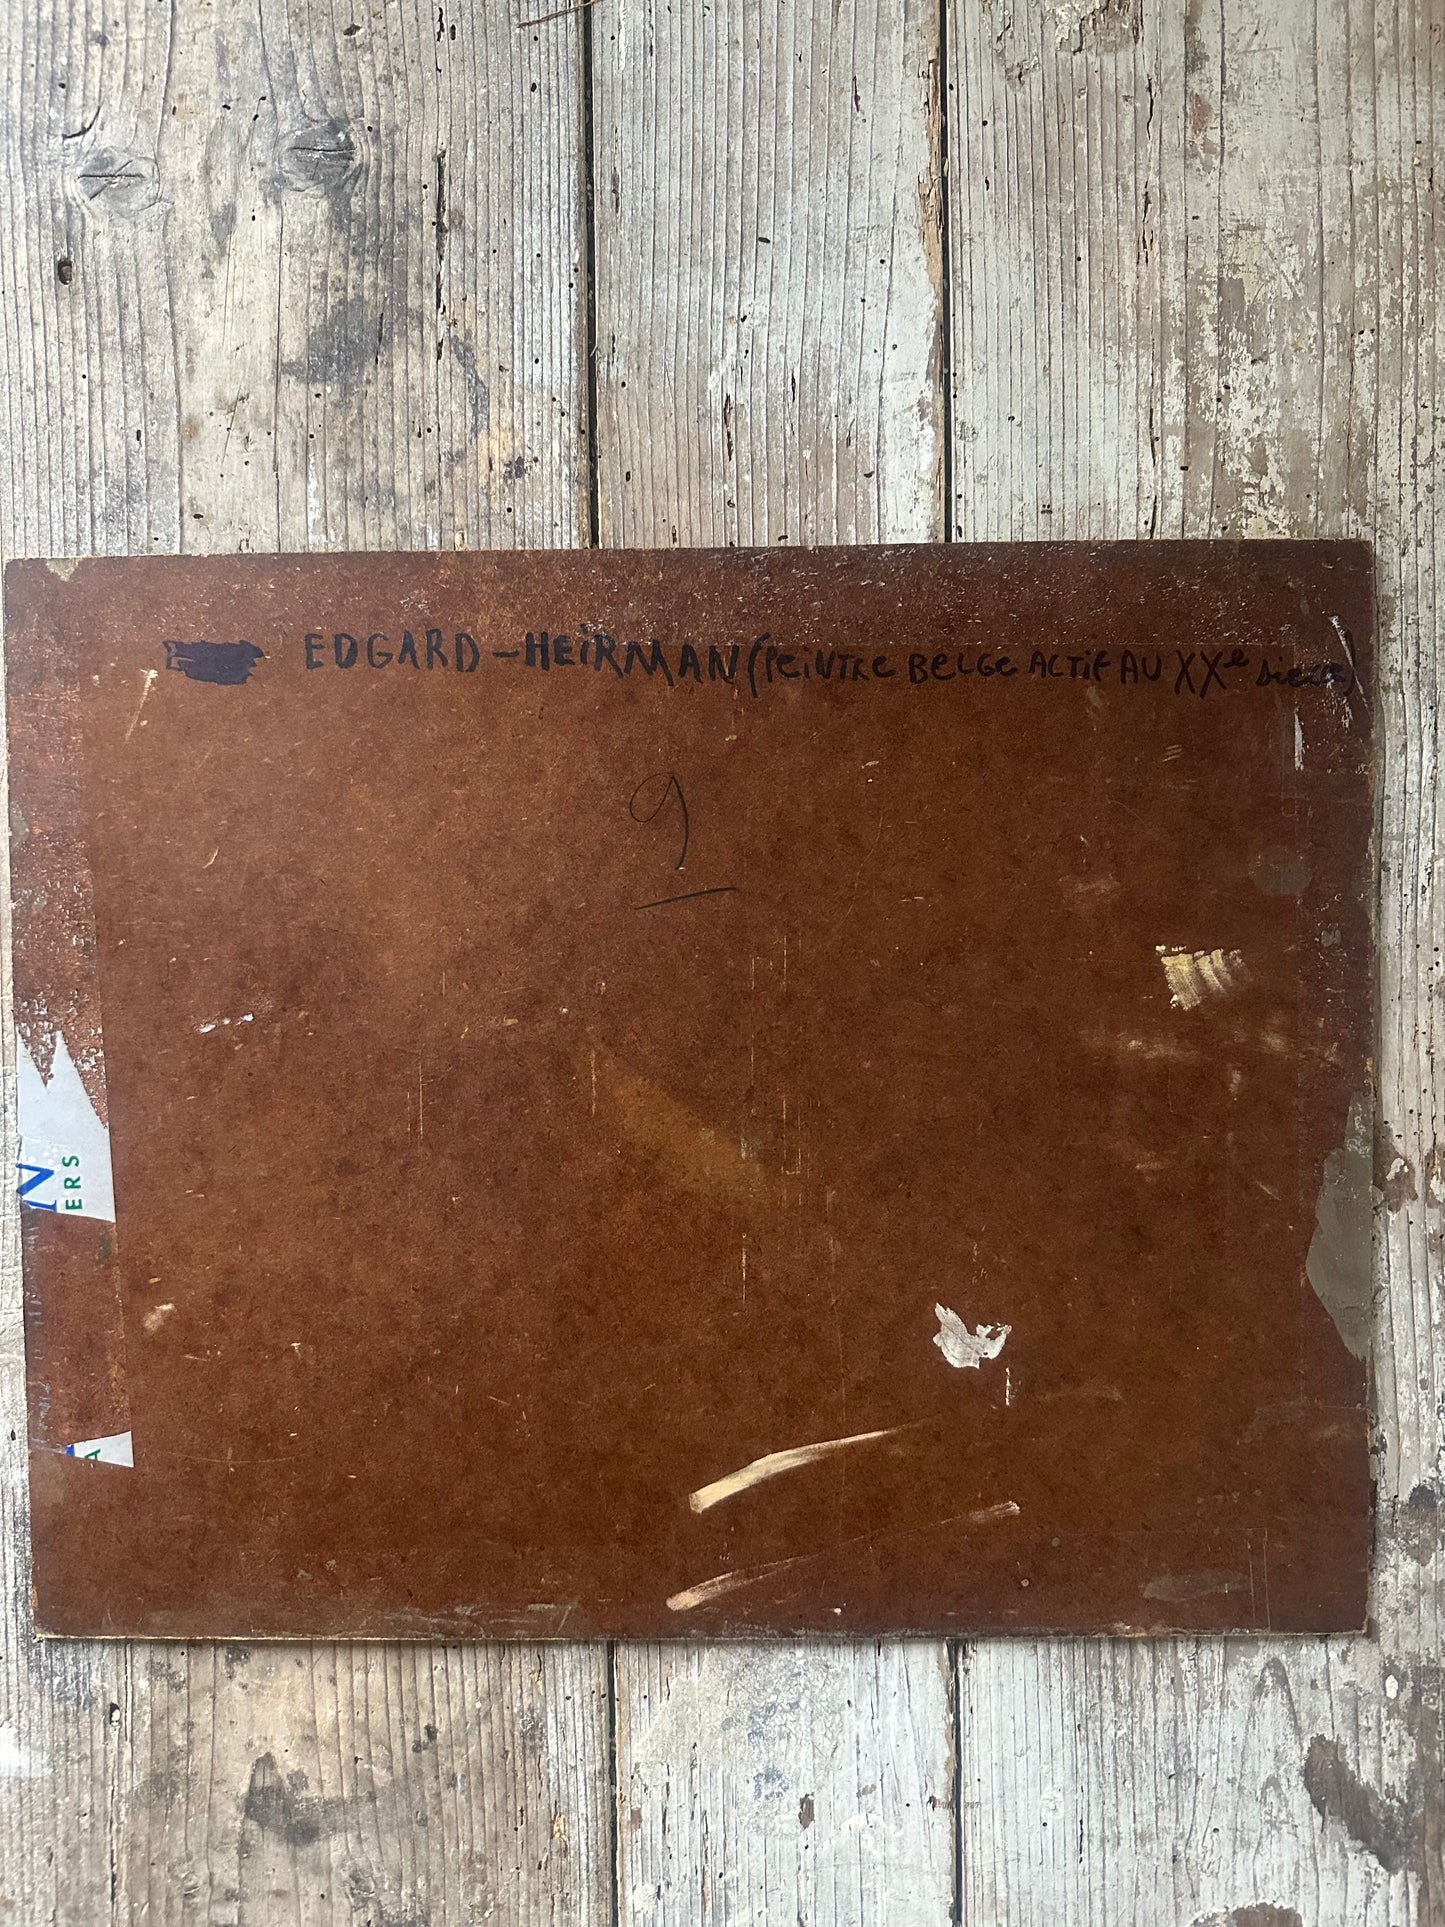 EDGARD - HEiRMAN (PEiNTRE BELGE ACTiF AU XXe Siècle)
9
N
ERS
A